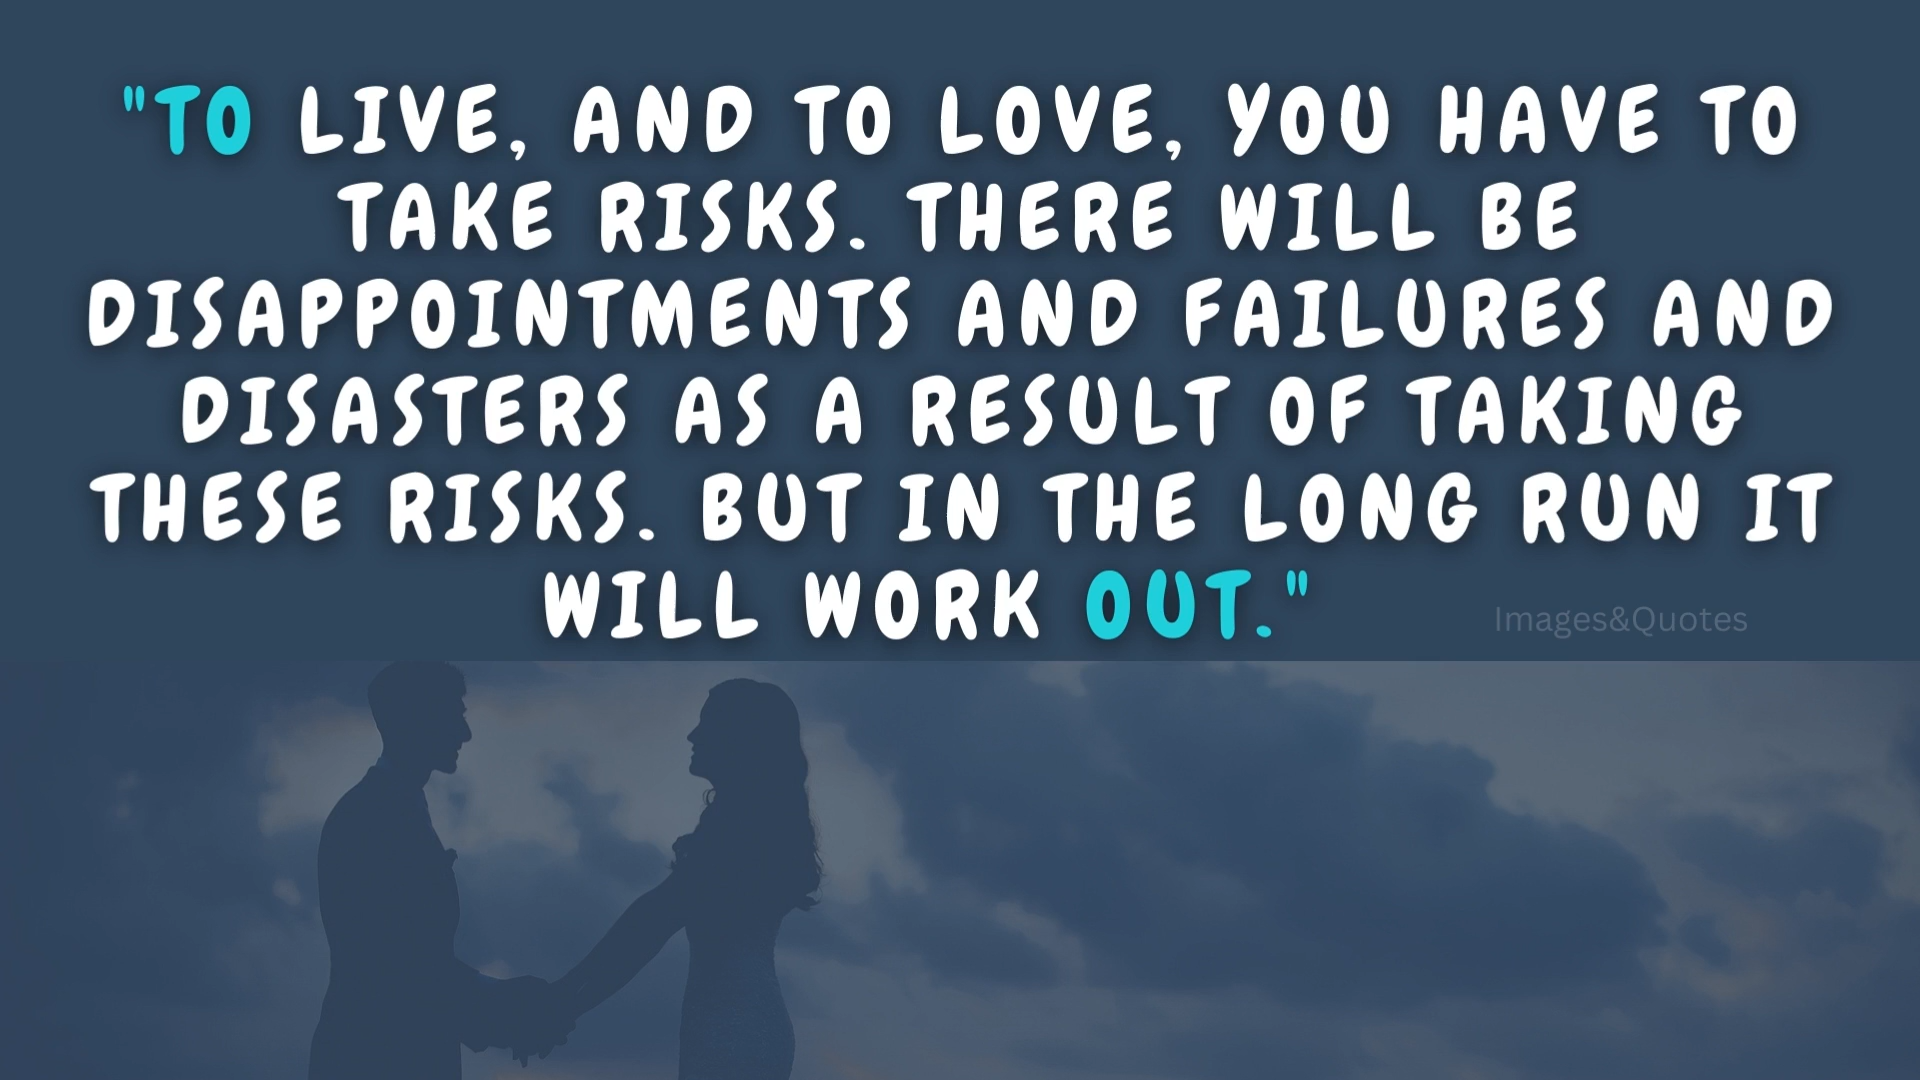 "TO LIVE, AND TO LOVE, YOU HAVE TO
TAKE RISKS. THERE WILL BE
DISAPPOINTMENTS AND FAILURES AND
DISASTERS AS A RESULT OF TAKING
THESE RISKS. BUT IN THE LONG RUN IT
WILL WORK OUT."
Images&Quotes